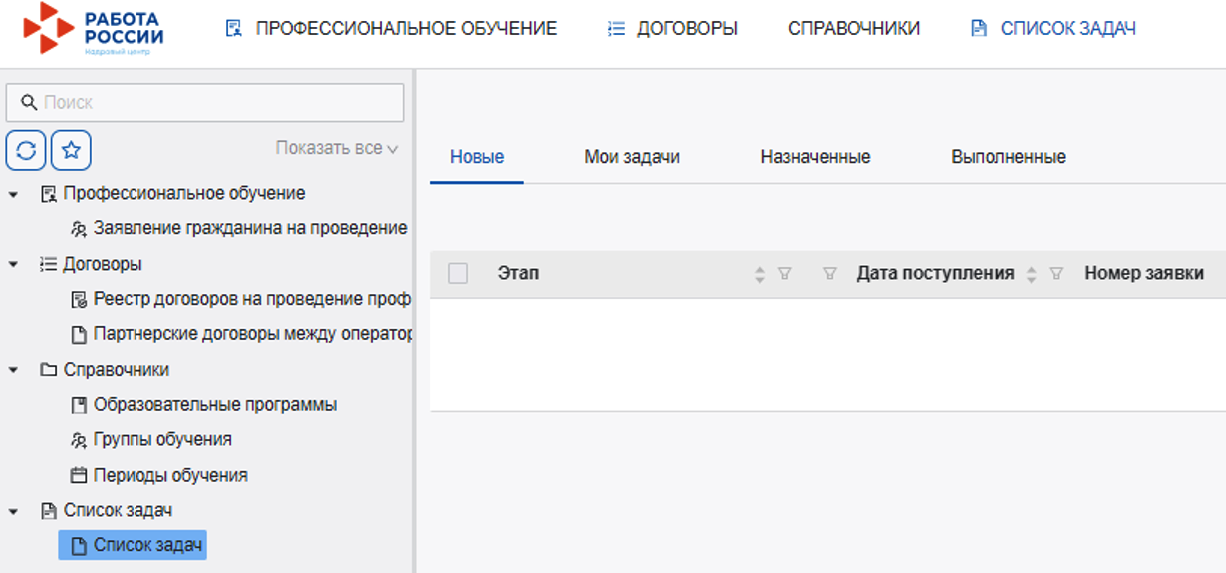 РАБОТА
РОССИИ
Кадровый центр
ПРОФЕССИОНАЛЬНОЕ ОБУЧЕНИЕ
ДОГОВОРЫ
СПРАВОЧНИКИ
СПИСОК ЗАДАЧ
Поиск
Показать все
Профессиональное обучение
Заявление гражданина на проведение
Договоры
Реестр договоров на проведение проф
Партнерские договоры между оператор
Справочники
Образовательные программы
Группы обучения
Периоды обучения
Список задач
Список задач
Новые
Мои задачи
Назначенные
Выполненные
Этап
Дата поступления
Номер заявки